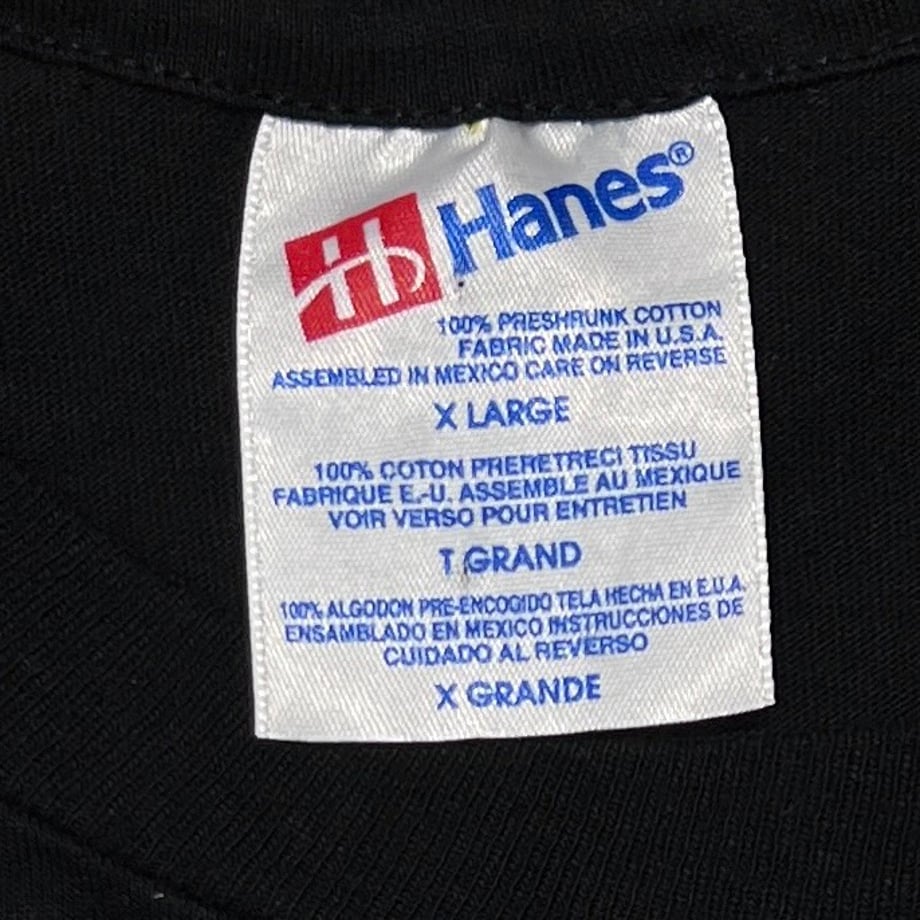 H Hanes®
100% PRESHRUNK COTTON
FABRIC MADE IN U.S.A.
ASSEMBLED IN MEXICO CARE ON REVERSE
X LARGE
100% COTON PRERETRECI TISSU
FABRIQUE E.-U. ASSEMBLE AU MEXIQUE
VOIR VERSO POUR ENTRETIEN
T GRAND
100% ALGODON PRE-ENCOGIDO TELA HECHA EN E.U.A.
ENSAMBLADO EN MEXICO INSTRUCCIONES DE
CUIDADO AL REVERSO
X GRANDE